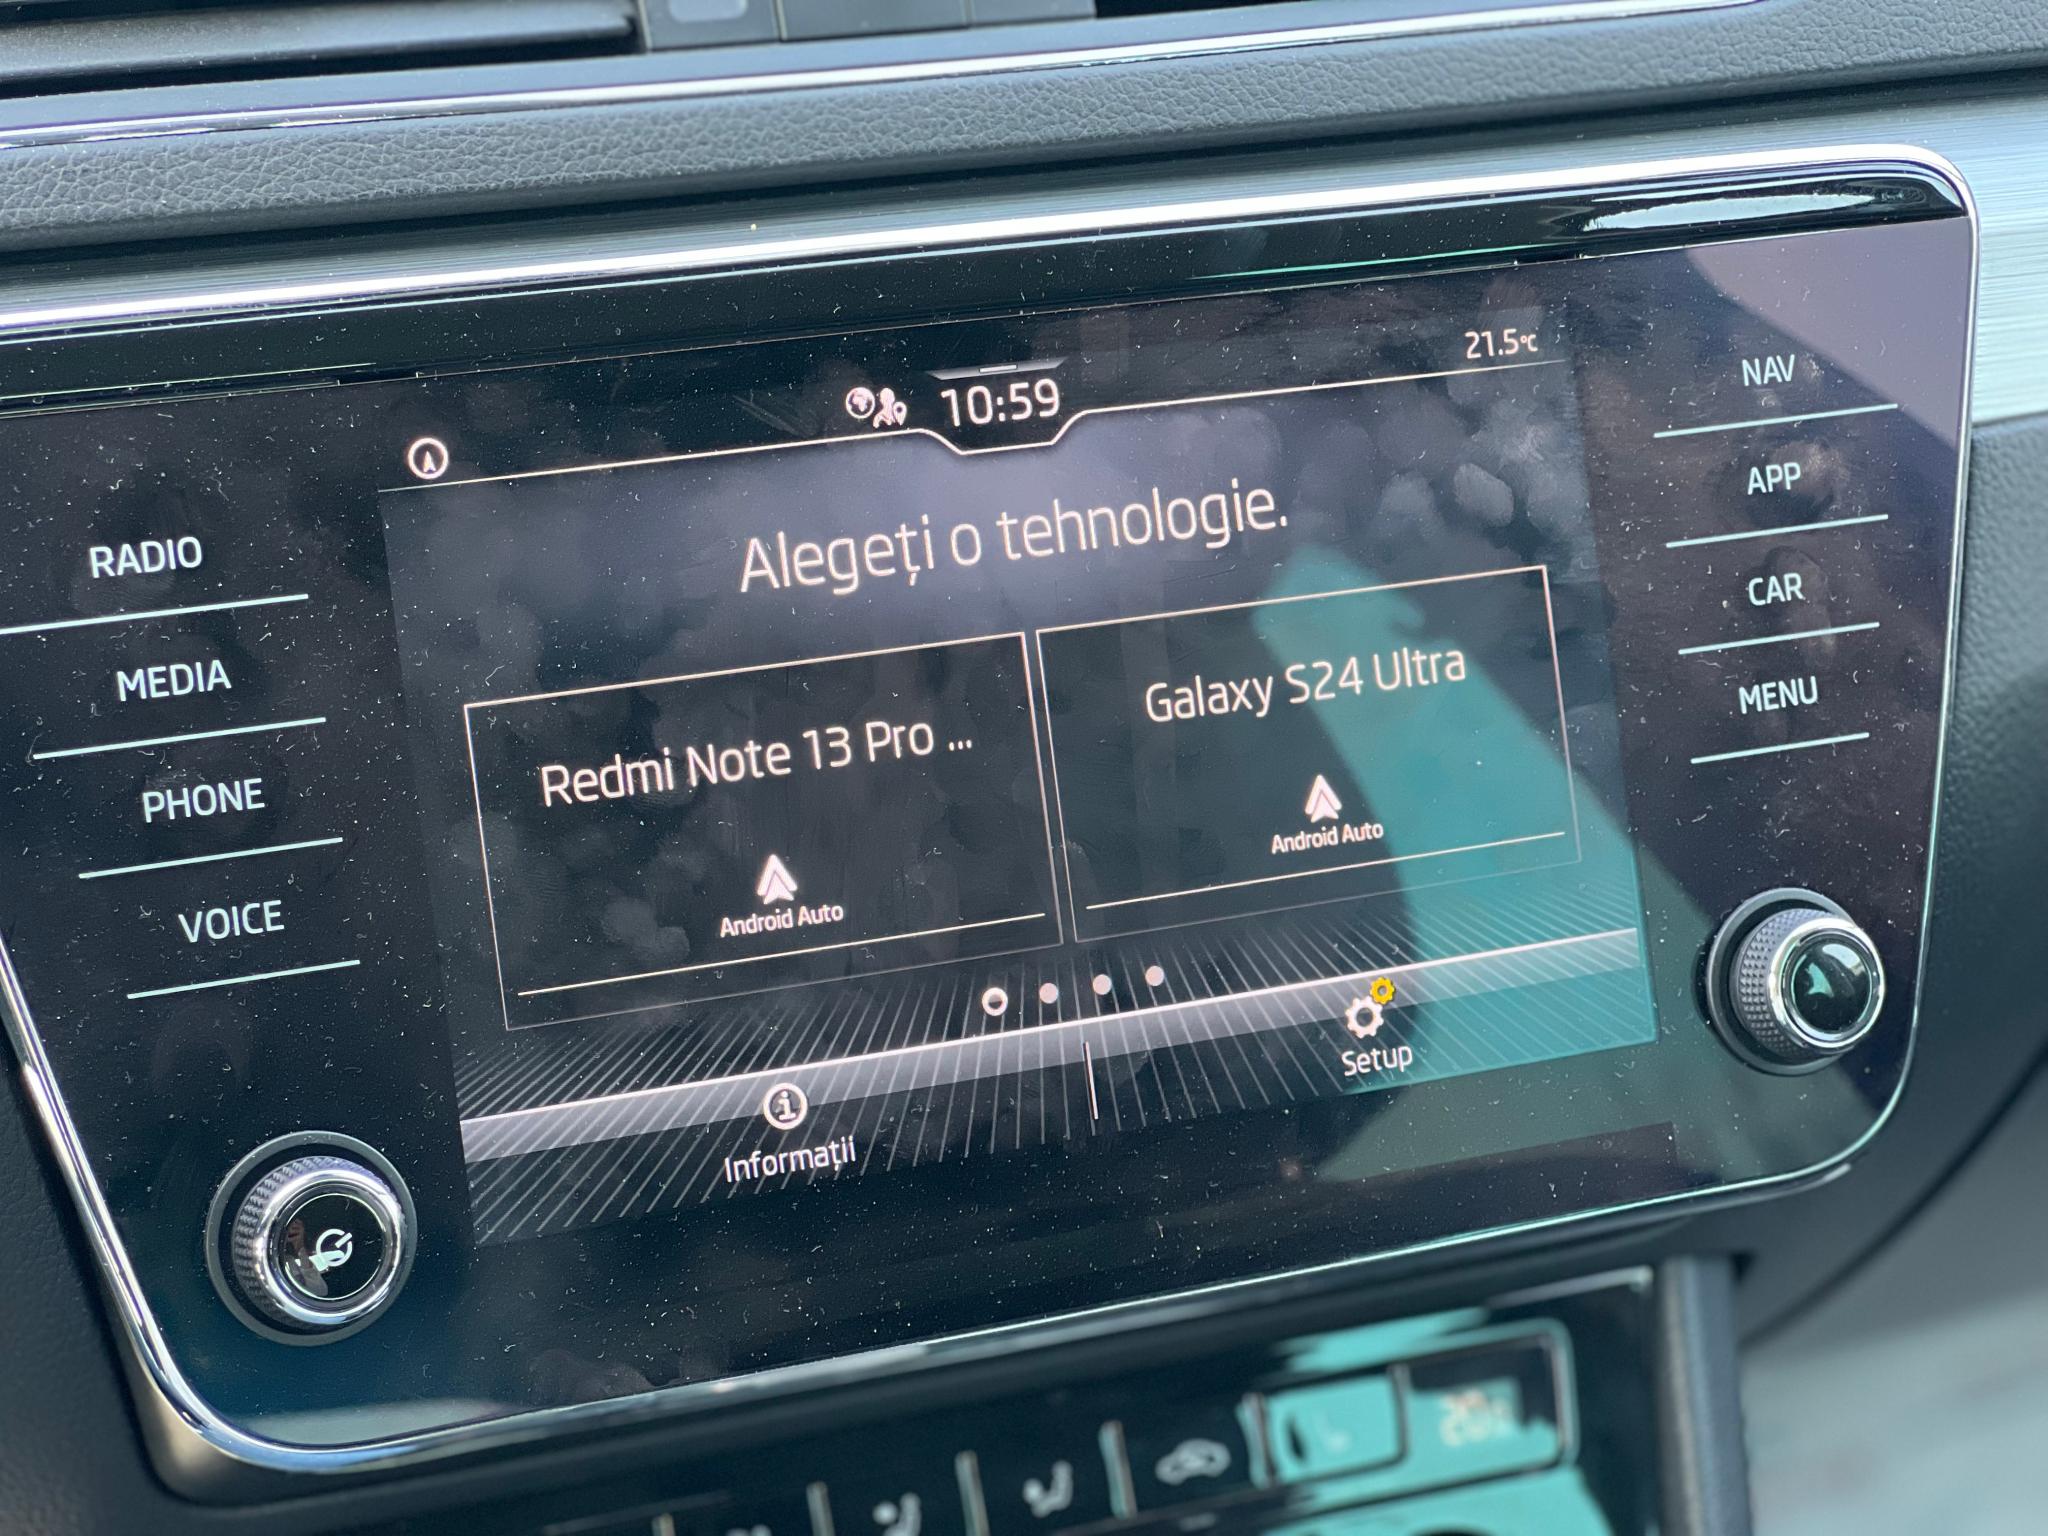 21.5°C
10:59
Alegeți o tehnologie.
Redmi Note 13 Pro ...
Android Auto
Galaxy S24 Ultra
Android Auto
Informații
Setup
RADIO
MEDIA
PHONE
VOICE
NAV
APP
CAR
MENU